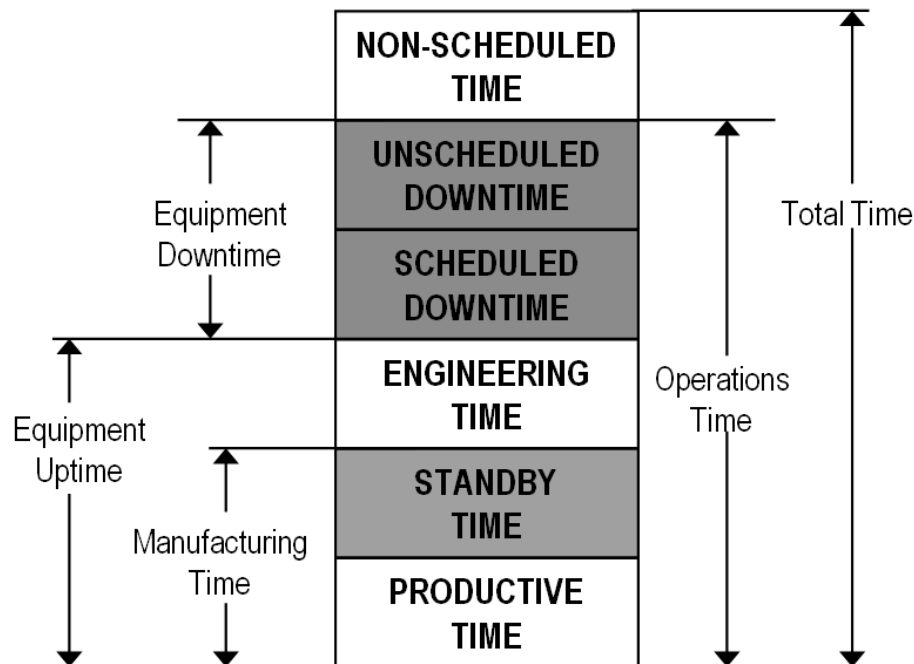 NON-SCHEDULED
TIME
UNSCHEDULED
DOWNTIME
Equipment
Downtime
Total Time
SCHEDULED
DOWNTIME
ENGINEERING
TIME
Operations
Time
Equipment
Uptime
STANDBY
TIME
Manufacturing
Time
PRODUCTIVE
TIME